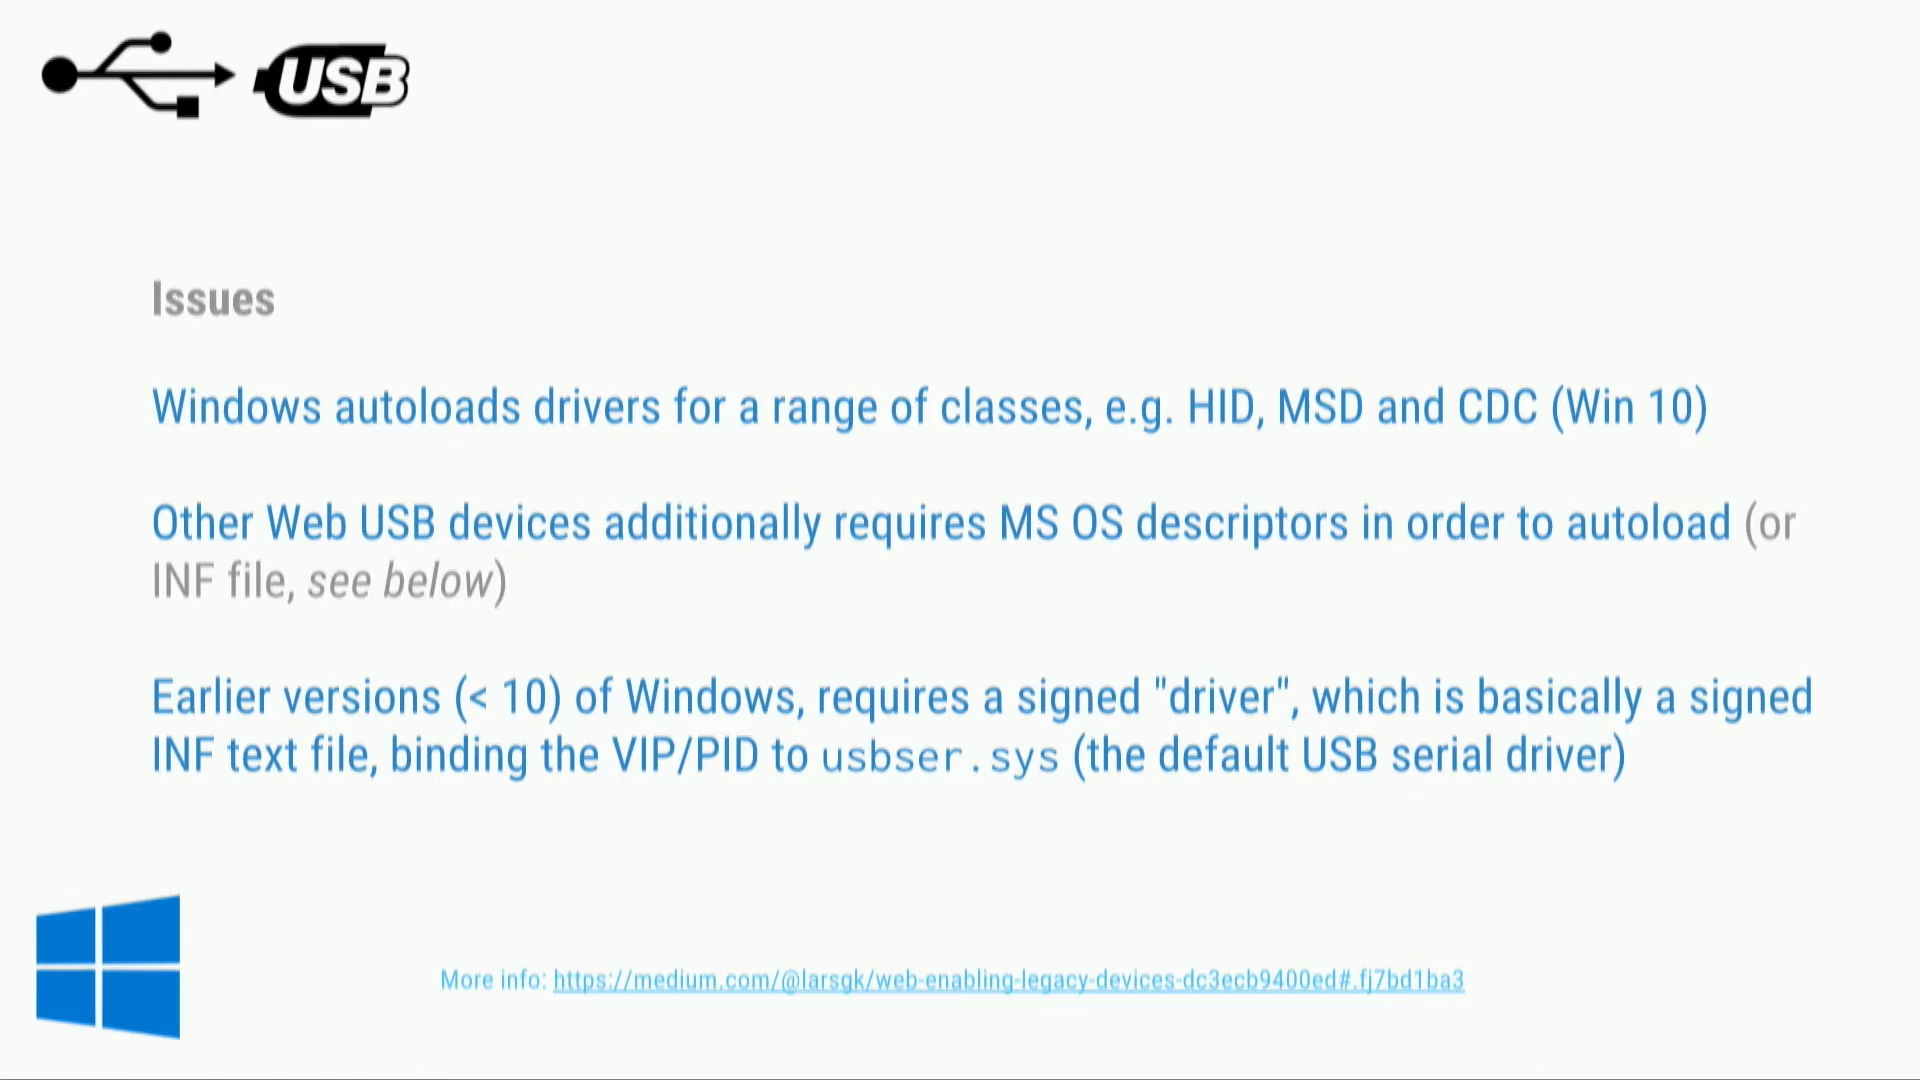 USB
Issues
Windows autoloads drivers for a range of classes, e.g. HID, MSD and CDC (Win 10)
Other Web USB devices additionally requires MS OS descriptors in order to autoload (or
INF file, see below)
Earlier versions (< 10) of Windows, requires a signed "driver", which is basically a signed
INF text file, binding the VIP/PID to usbser.sys (the default USB serial driver)
More info: https://medium.com/@larsgk/web-enabling-legacy-devices-dc3ecb9400ed#.fj7bd1ba3